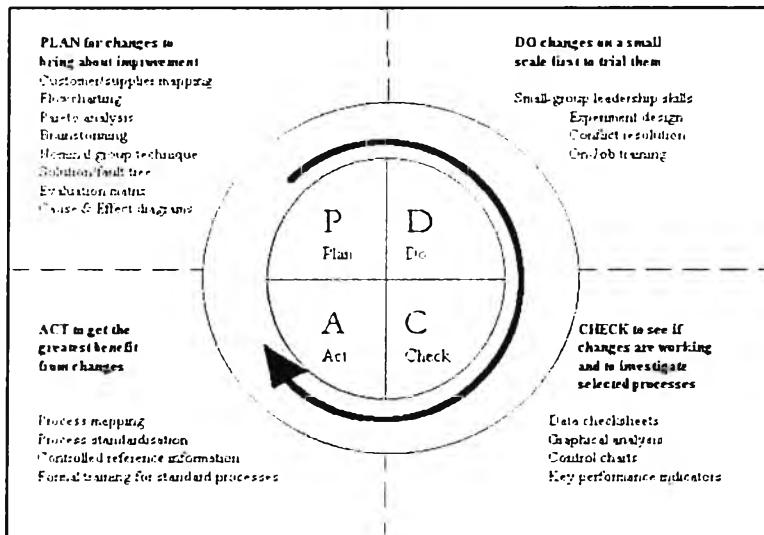 PLAN for changes to
bring about improvement
Customer/supplier mapping
Flowcharting
Pareto analysis
Brainstorming
Nominal group technique
Solution/fault tree
Evaluation matrix
Cause & Effect diagrams
DO changes on a small
scale first to trial them
Small-group leadership skills
Experiment design
Conflict resolution
On-Job training
P
Plan
D
Do
A
Act
C
Check
ACT to get the
greatest benefit
from changes
Process mapping
Process standardisation
Controlled reference information
Formal training for standard processes
CHECK to see if
changes are working
and to investigate
selected processes
Data checksheets
Graphical analysis
Control charts
Key performance indicators